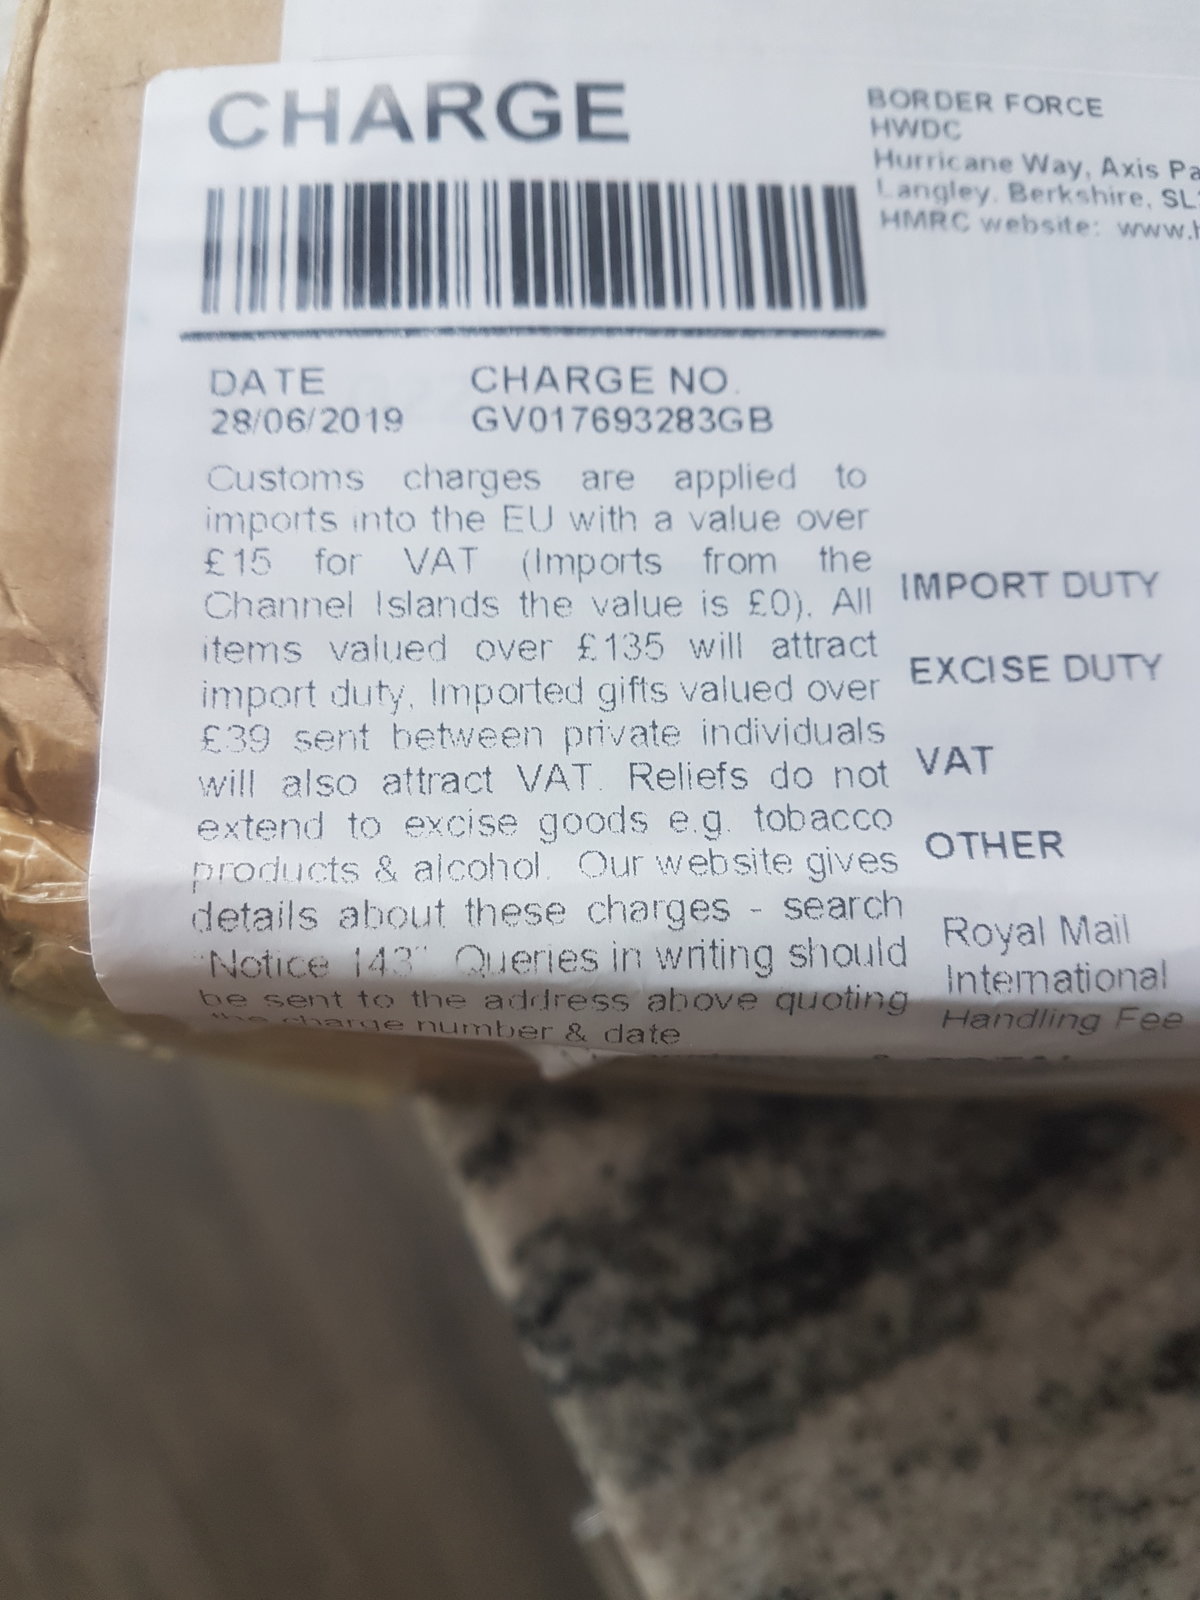 CHARGE
BORDER FORCE
HWDC
Hurricane Way, Axis
Langley, Berkshire,
HMRC website:
DATE CHARGE NO.
28/06/2019 GV017693283GB
Customs charges are applied to
imports into the EU with a value over
£15 for VAT (Imports from the
Channel Islands the value is £0). All
items valued over £135 will attract
import duty. Imported gifts valued over
£39 sent between private individuals
will also attract VAT. Reliefs do not
extend to excise goods e.g. tobacco
products & alcohol. Our website gives
details about these charges - search
"Notice 143" Queries in writing should
be sent to the address above quoting
the charge number & date
IMPORT DUTY
EXCISE DUTY
VAT
OTHER
Royal Mail
International
Handling Fee